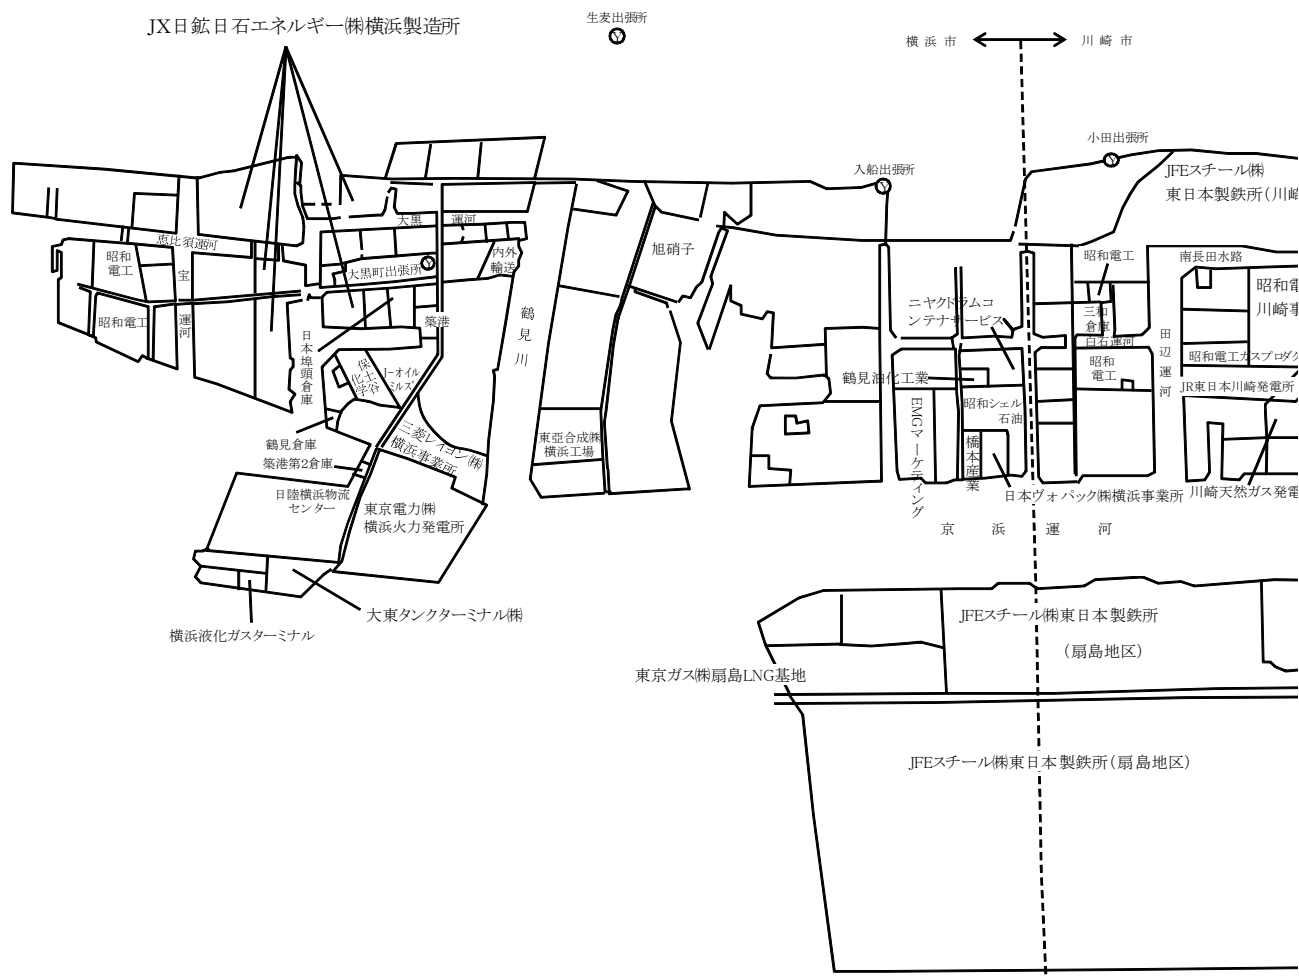 JX日鉱日石エネルギー㈱横浜製造所
生麦出張所
Y
横浜市
川崎市
小田出張所
Y
入船出張所
Y
JFEスチール㈱
東日本製鉄所(川崎
恵比須運河
大黒
運河
昭和
電工
宝
運
河
昭和電工
大黒町出張所
Y
内外
輸送
旭硝子
鶴
見
川
築港
日
本
埠
頭
倉
庫
保
土
谷
化
学
J-オイル
ミルズ
三菱レイヨン㈱
横浜事業所
鶴見倉庫
築港第2倉庫
日陸横浜物流
センター
東京電力㈱
横浜火力発電所
東亞合成㈱
横浜工場
大東タンクターミナル㈱
横浜液化ガスターミナル
ニヤクドラムコ
ンテナサービス
鶴見油化工業
EMGマーケティング
昭和シェル
石油
橋本産業
日本ヴォパック㈱横浜事業所
昭和電工
三和
倉庫
白石運河
昭和
電工
田
辺
運
河
南長田水路
昭和電
川崎事
昭和電工ガスプロダク
JR東日本川崎発電所
川崎天然ガス発電
京浜運河
JFEスチール㈱東日本製鉄所
(扇島地区)
東京ガス㈱扇島LNG基地
JFEスチール㈱東日本製鉄所(扇島地区)